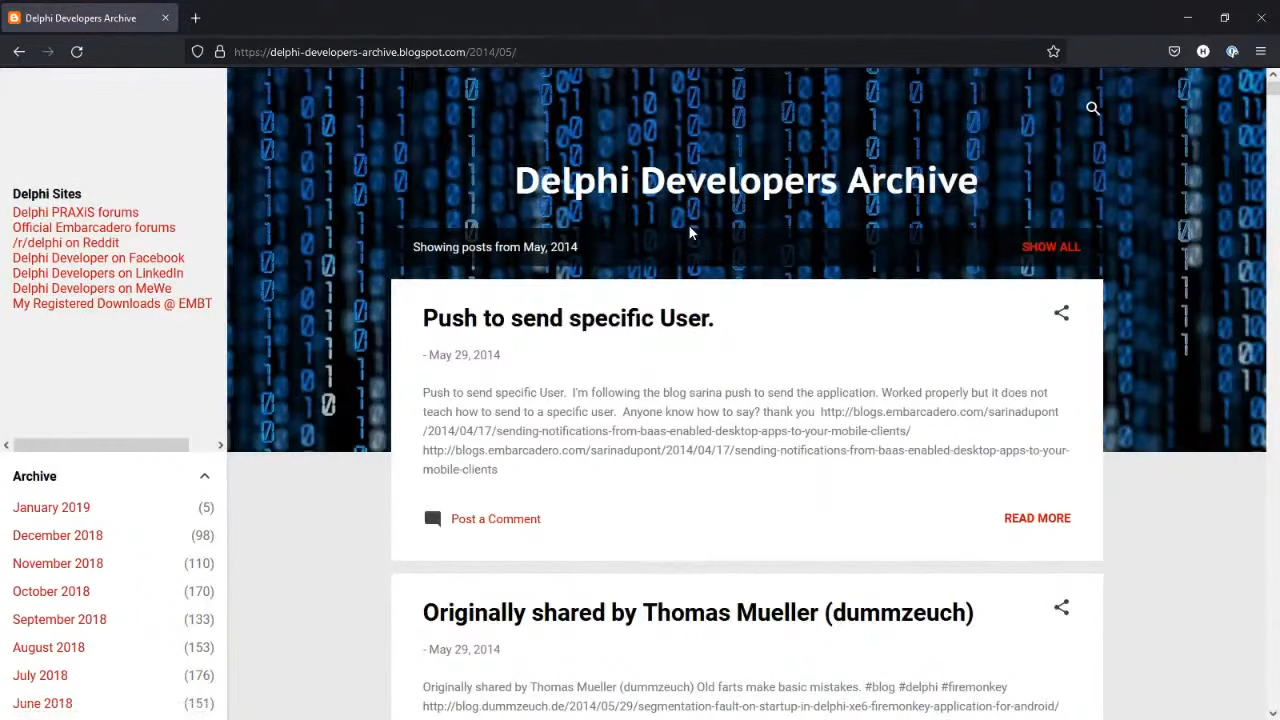 Delphi Developers Archive
https://delphi-developers-archive.blogspot.com/2014/05/
Delphi Sites
Delphi PRAXiS forums
Official Embarcadero forums
/r/delphi on Reddit
Delphi Developer on Facebook
Delphi Developers on LinkedIn
Delphi Developers on MeWe
My Registered Downloads @ EMBT
Archive
January 2019 (5)
December 2018 (98)
November 2018 (110)
October 2018 (170)
September 2018 (133)
August 2018 (153)
July 2018 (176)
June 2018 (151)
Delphi Developers Archive
Showing posts from May, 2014 SHOW ALL
Push to send specific User.
- May 29, 2014
Push to send specific User. I'm following the blog sarina push to send the application. Worked properly but it does not
teach how to send to a specific user. Anyone know how to say? thank you http://blogs.embarcadero.com/sarinadupont
/2014/04/17/sending-notifications-from-baas-enabled-desktop-apps-to-your-mobile-clients/
http://blogs.embarcadero.com/sarinadupont/2014/04/17/sending-notifications-from-baas-enabled-desktop-apps-to-your-
mobile-clients
Post a Comment READ MORE
Originally shared by Thomas Mueller (dummzeuch)
- May 29, 2014
Originally shared by Thomas Mueller (dummzeuch) Old farts make basic mistakes. #blog #delphi #firemonkey
http://blog.dummzeuch.de/2014/05/29/segmentation-fault-on-startup-in-delphi-xe6-firemonkey-application-for-android/